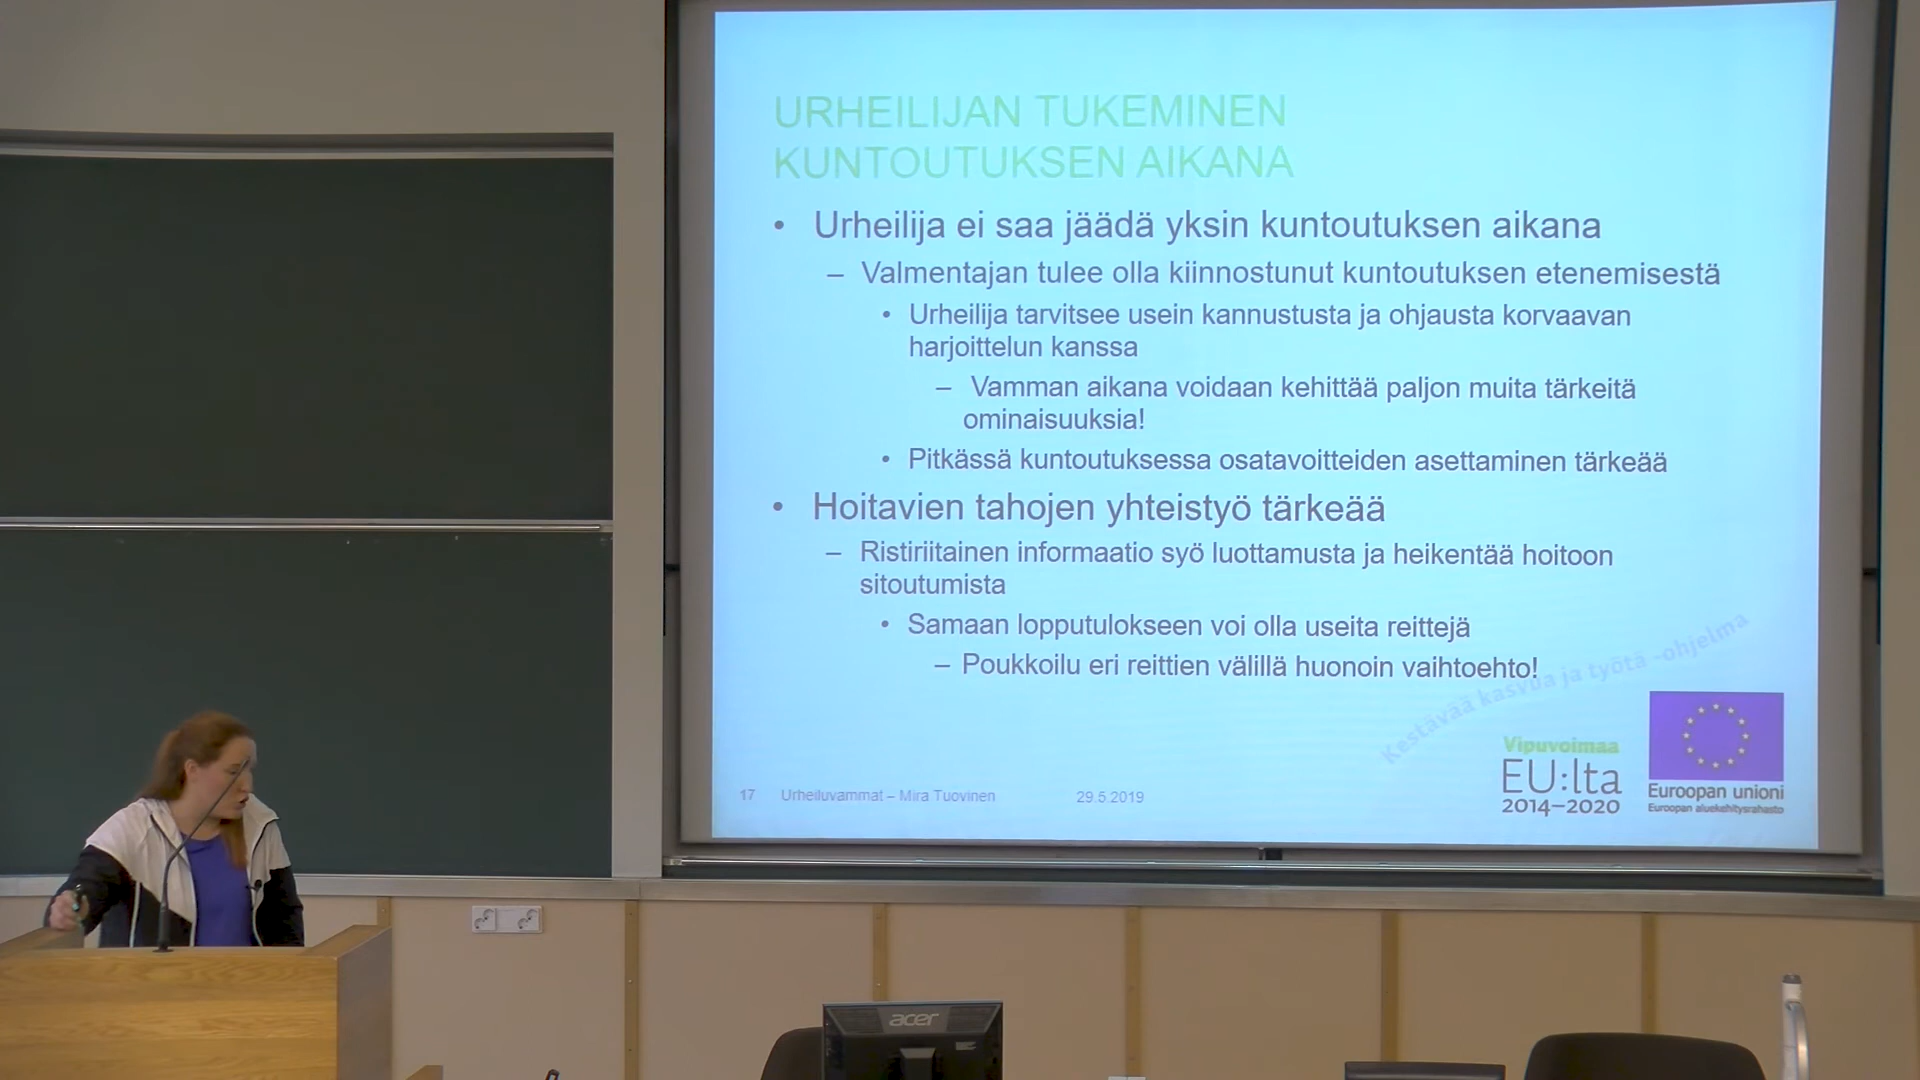 URHEILIJAN TUKEMINEN
KUNTOUTUKSEN AIKANA
• Urheilija ei saa jäädä yksin kuntoutuksen aikana
– Valmentajan tulee olla kiinnostunut kuntoutuksen etenemisestä
• Urheilija tarvitsee usein kannustusta ja ohjausta korvaavan
harjoittelun kanssa
– Vamman aikana voidaan kehittää paljon muita tärkeitä
ominaisuuksia!
• Pitkässä kuntoutuksessa osatavoitteiden asettaminen tärkeää
• Hoitavien tahojen yhteistyö tärkeää
– Ristiriitainen informaatio syö luottamusta ja heikentää hoitoon
sitoutumista
• Samaan lopputulokseen voi olla useita reittejä
– Poukkoilu eri reittien välillä huonoin vaihtoehto!
Kestävää kasvua ja työtä -ohjelma
Vipuvoimaa
EU:lta
2014–2020
Euroopan unioni
Euroopan aluekehitysrahasto
17 Urheiluvammat – Mira Tuovinen 29.5.2019
acer